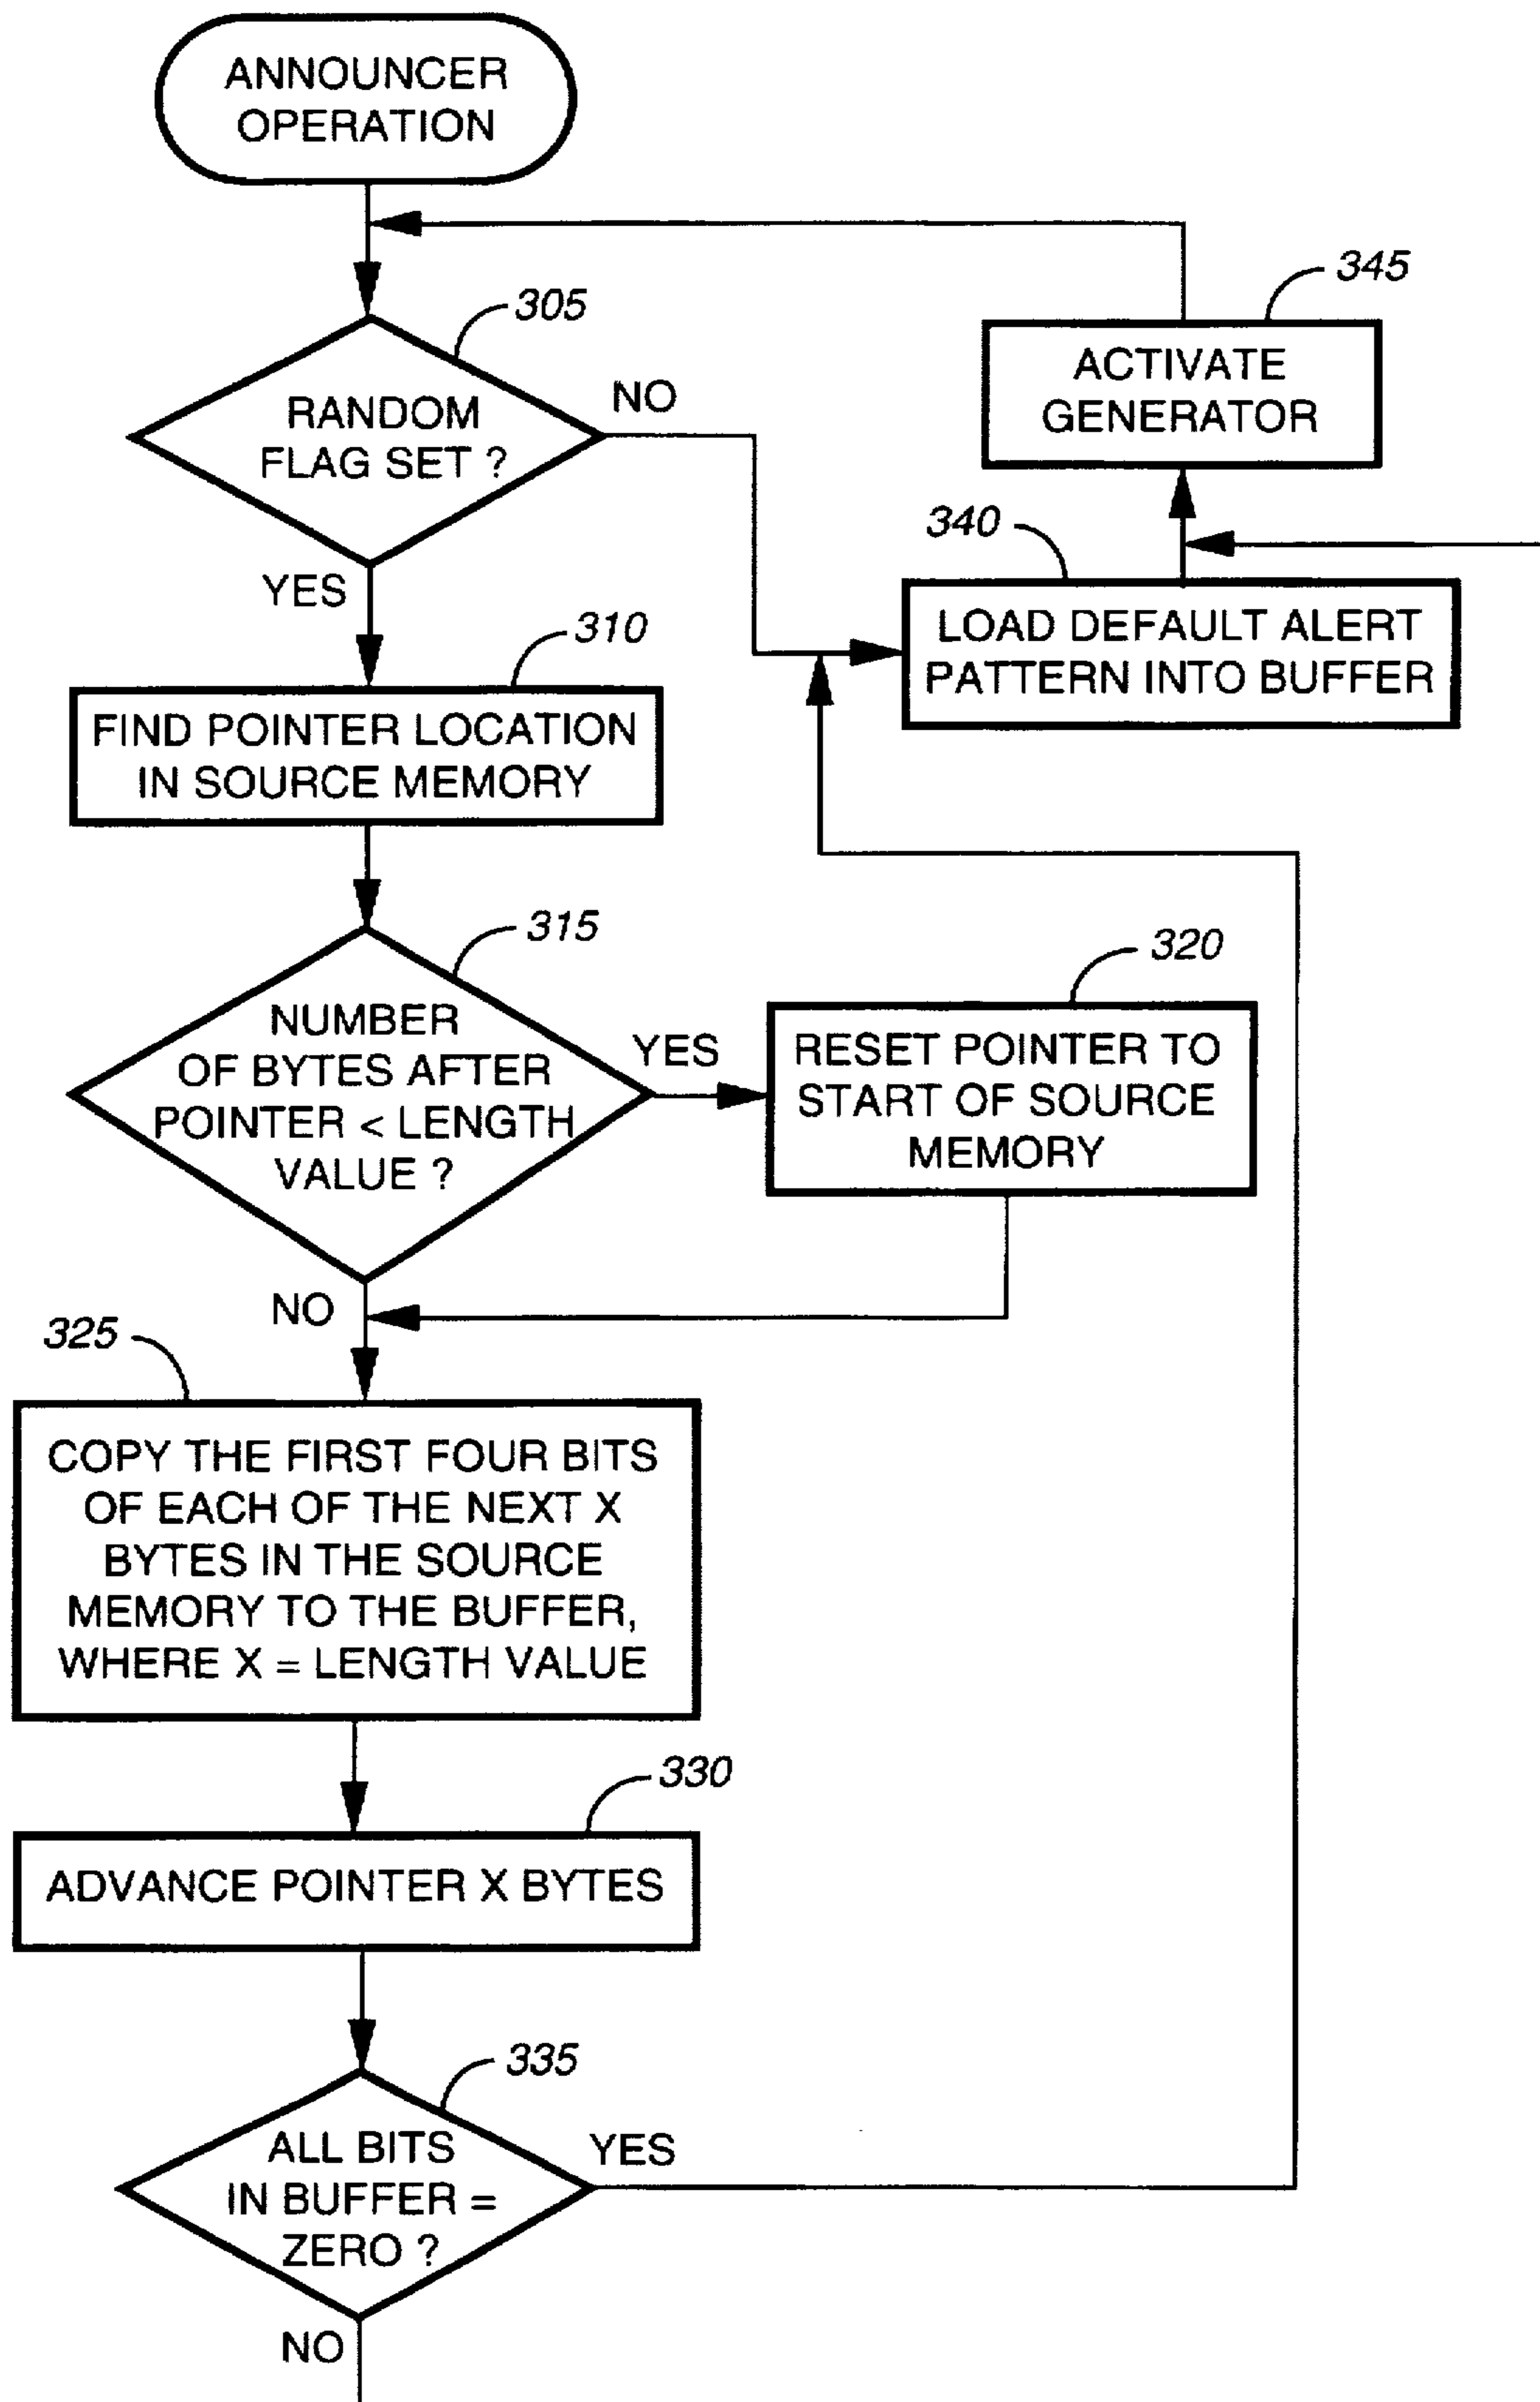 ANNOUNCER
OPERATION
305
RANDOM
FLAG SET ?
NO
YES
345
ACTIVATE
GENERATOR
340
LOAD DEFAULT ALERT
PATTERN INTO BUFFER
310
FIND POINTER LOCATION
IN SOURCE MEMORY
315
NUMBER
OF BYTES AFTER
POINTER < LENGTH
VALUE ?
YES
NO
320
RESET POINTER TO
START OF SOURCE
MEMORY
325
COPY THE FIRST FOUR BITS
OF EACH OF THE NEXT X
BYTES IN THE SOURCE
MEMORY TO THE BUFFER,
WHERE X = LENGTH VALUE
330
ADVANCE POINTER X BYTES
335
ALL BITS
IN BUFFER =
ZERO ?
YES
NO